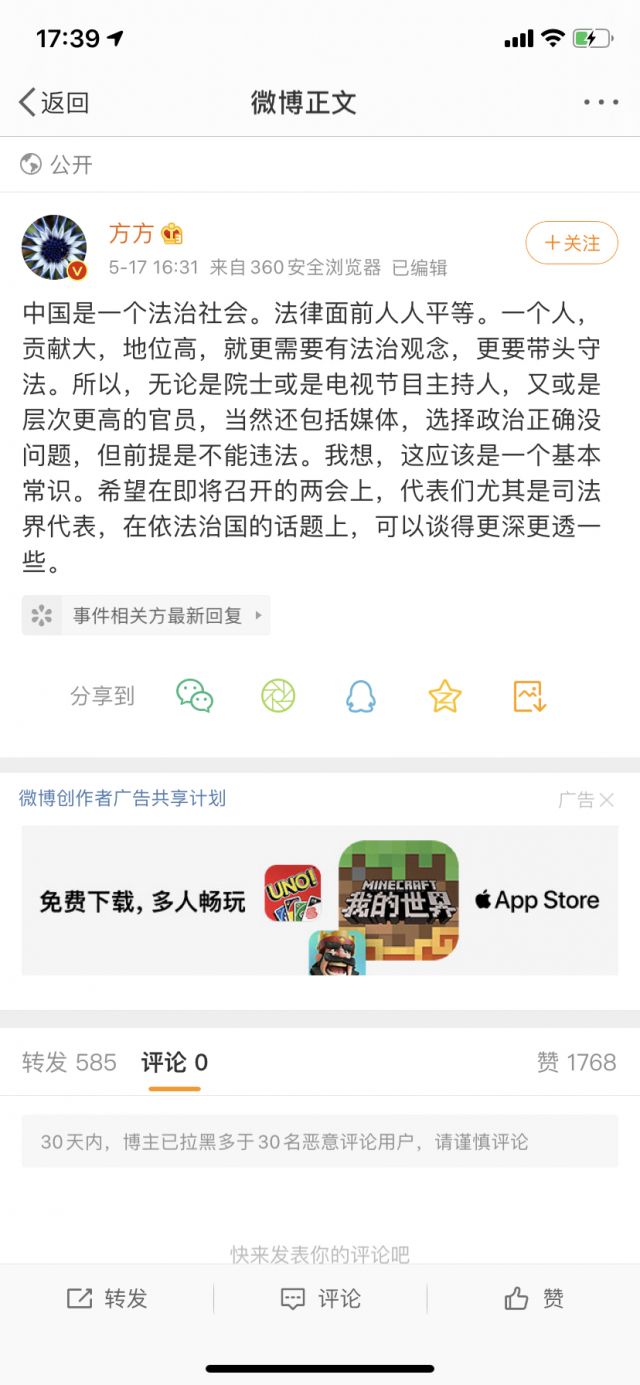 17:39
返回
微博正文
公开
方方
+关注
5-17 16:31 来自360安全浏览器 已编辑
中国是一个法治社会。法律面前人人平等。一个人，
贡献大，地位高，就更需要有法治观念，更要带头守
法。所以，无论是院士或是电视节目主持人，又或是
层次更高的官员，当然还包括媒体，选择政治正确没
问题，但前提是不能违法。我想，这应该是一个基本
常识。希望在即将召开的两会上，代表们尤其是司法
界代表，在依法治国的话题上，可以谈得更深更透一
些。
事件相关方最新回复
分享到
微博创作者广告共享计划
广告
免费下载，多人畅玩
UNO!
MINECRAFT
我的世界
App Store
转发 585 评论 0
赞 1768
30天内，博主已拉黑多于30名恶意评论用户，请谨慎评论
快来发表你的评论吧
转发
评论
赞